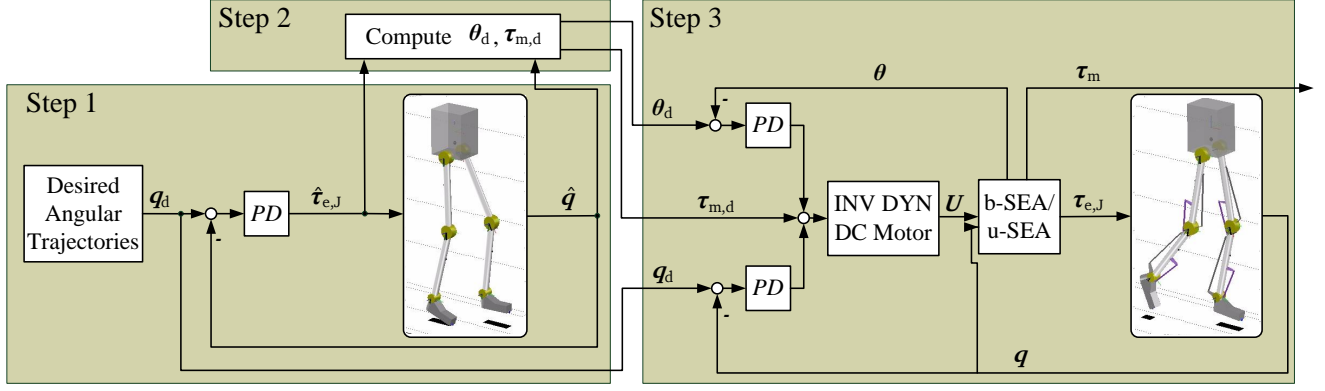 Step 2
Compute θd, τm,d
Step 1
Desired
Angular
Trajectories
qd
-
PD
τ̂e,J
q̂
Step 3
θ
τm
θd
-
PD
τm,d
INV DYN
DC Motor
U
b-SEA/
u-SEA
τe,J
qd
-
PD
q